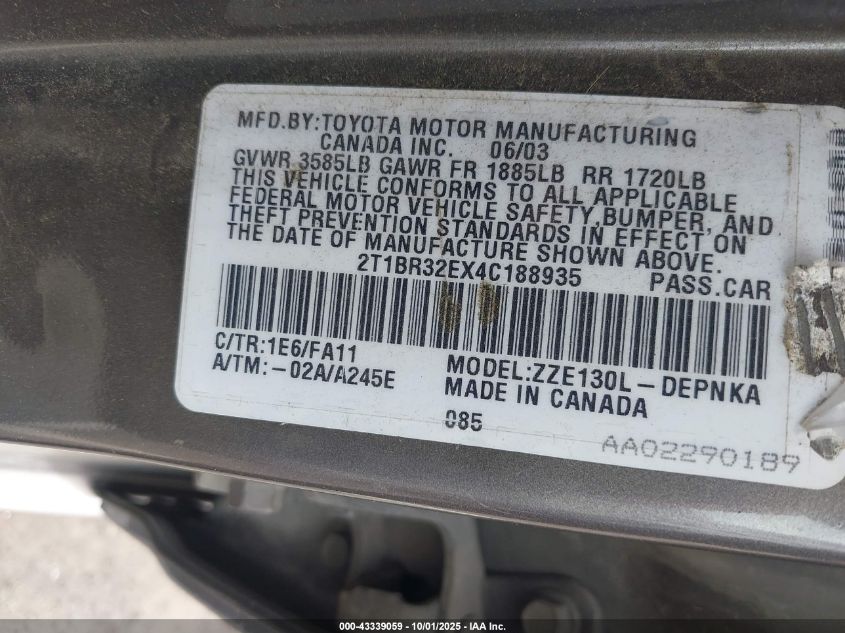 MFD.BY:TOYOTA MOTOR MANUFACTURING
CANADA INC. 06/03
GVWR 3585LB GAWR FR 1885LB RR 1720LB
THIS VEHICLE CONFORMS TO ALL APPLICABLE
FEDERAL MOTOR VEHICLE SAFETY,BUMPER, AND
THEFT PREVENTION STANDARDS IN EFFECT ON
THE DATE OF MANUFACTURE SHOWN ABOVE.
2T1BR32EX4C188935 PASS.CAR
C/TR:1E6/FA11
A/TM:-02A/A245E
MODEL:ZZE130L-DEPNKA
MADE IN CANADA
085
AA02290189
000-43339059 - 10/01/2025 - IAA Inc.